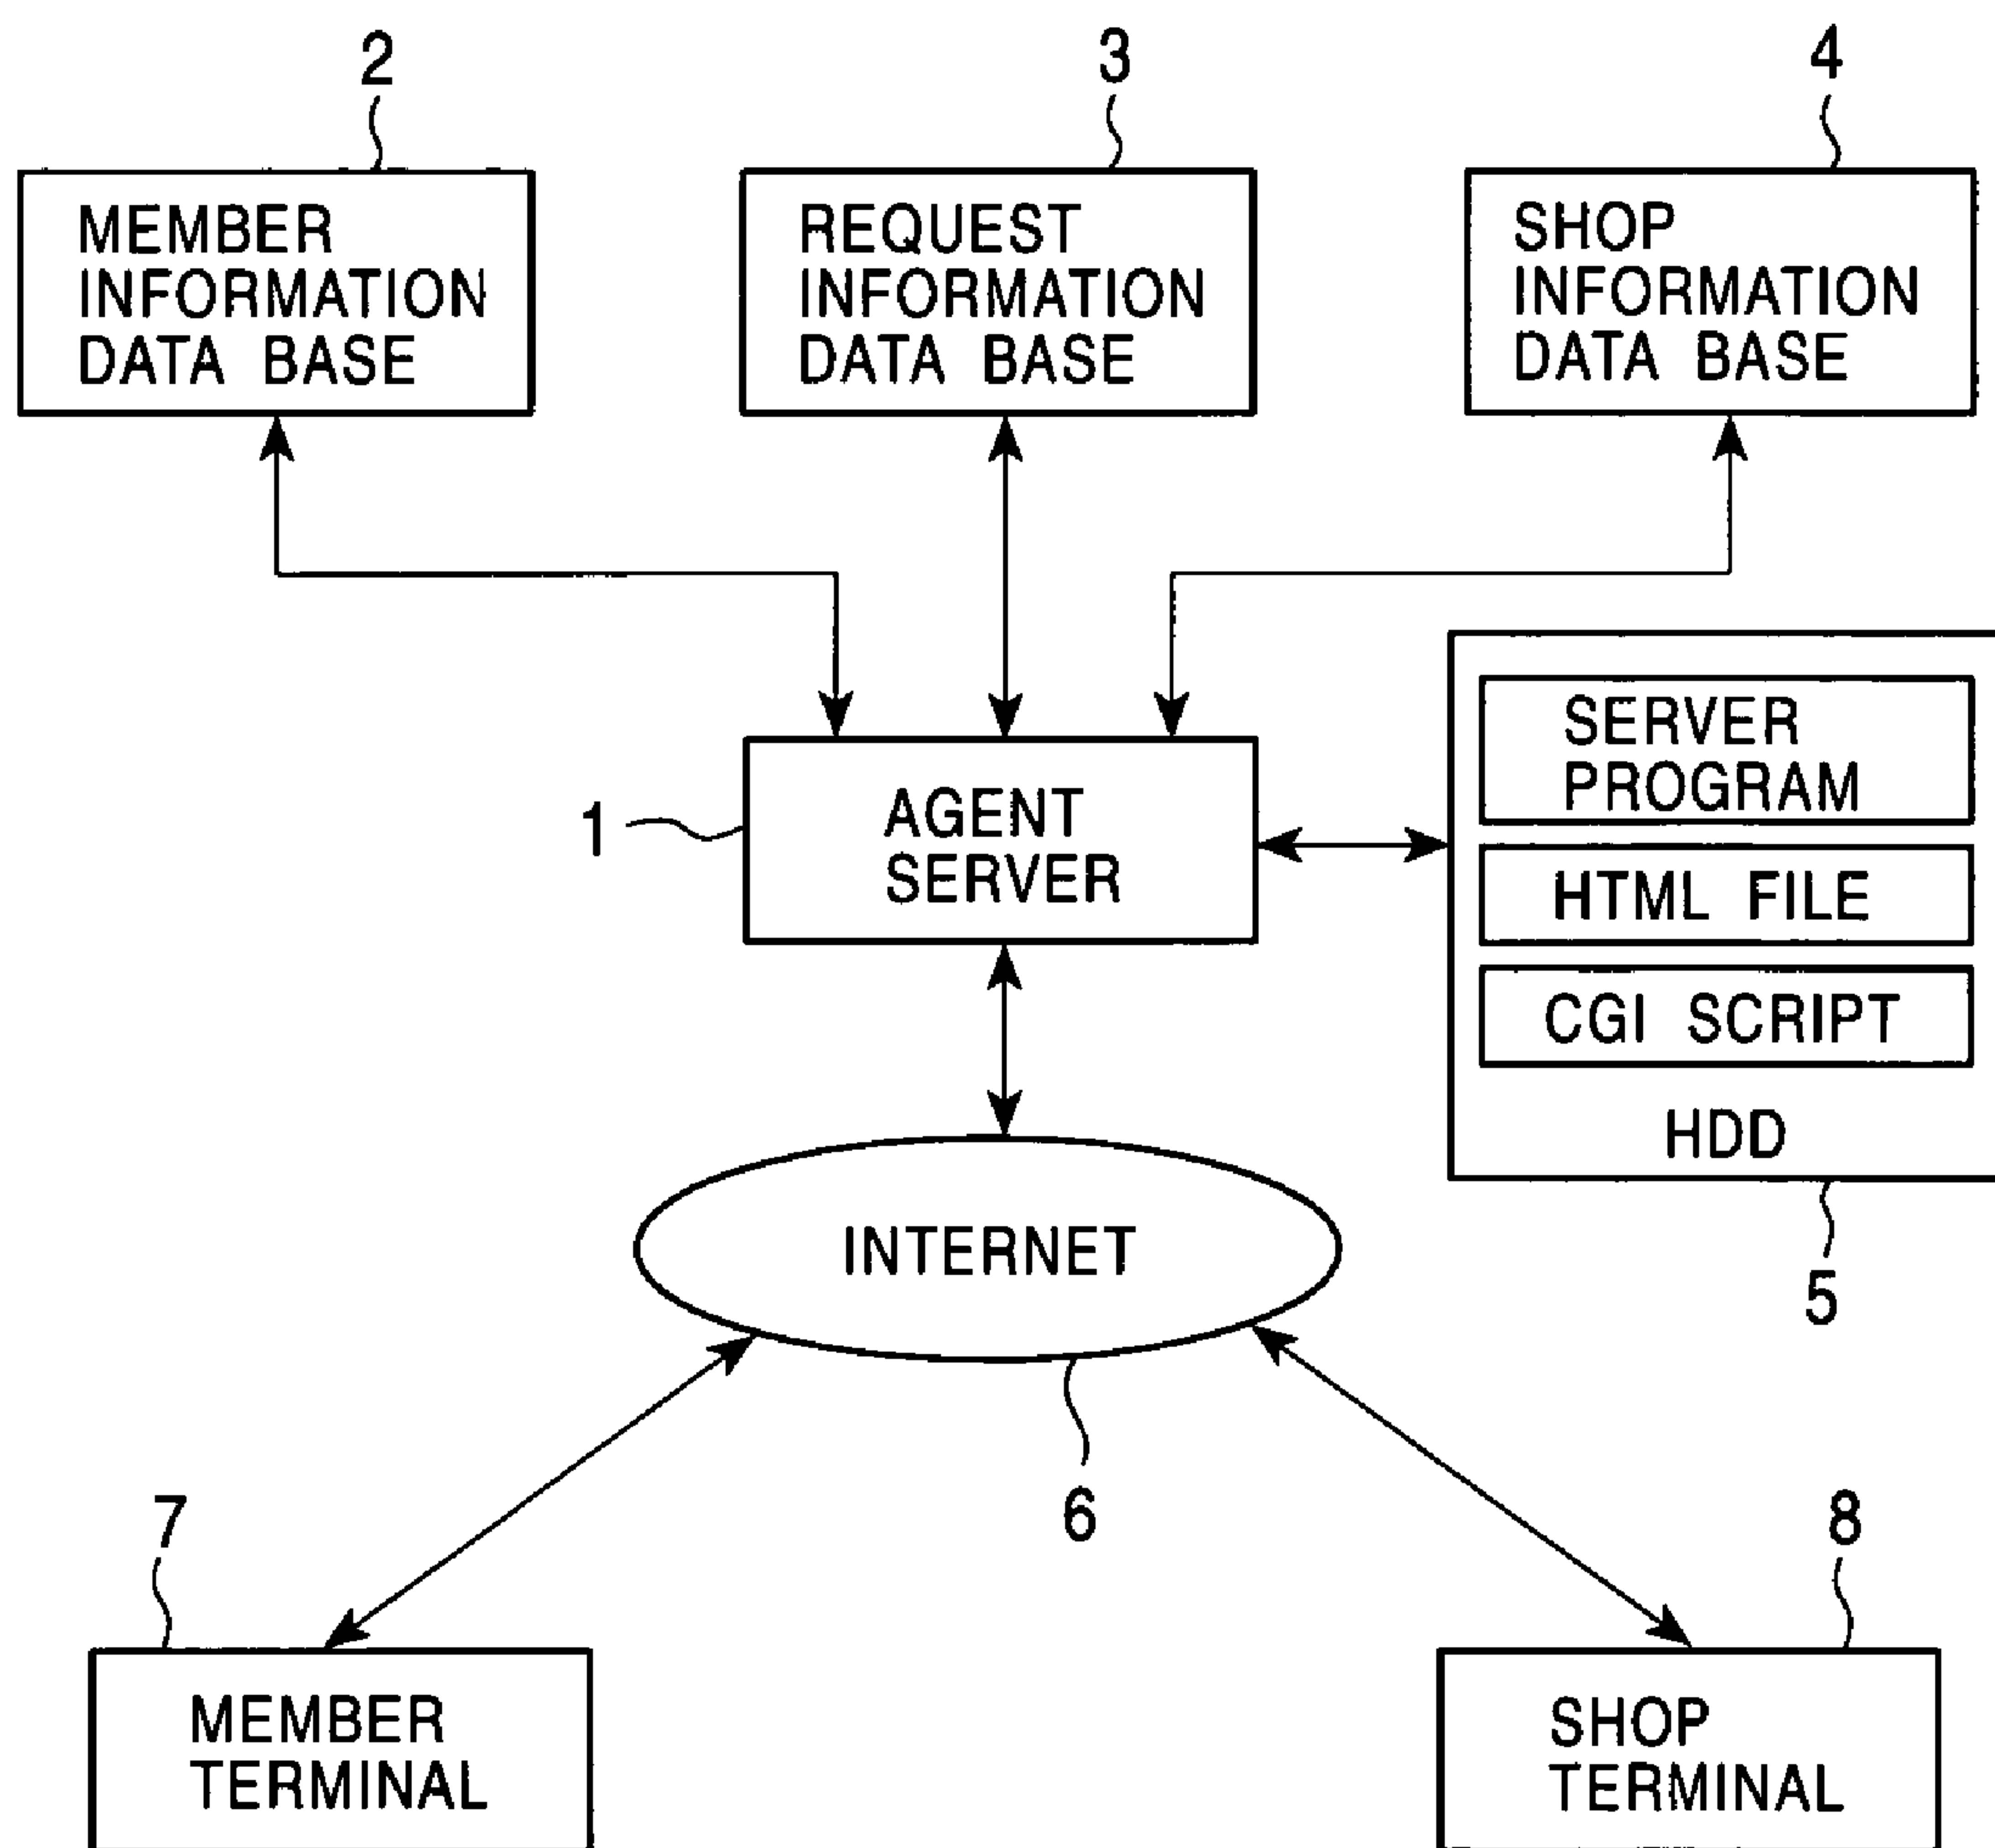 2
3
4
MEMBER
INFORMATION
DATA BASE
REQUEST
INFORMATION
DATA BASE
SHOP
INFORMATION
DATA BASE
1
AGENT
SERVER
SERVER
PROGRAM
HTML FILE
CGI SCRIPT
HDD
5
INTERNET
6
7
8
MEMBER
TERMINAL
SHOP
TERMINAL